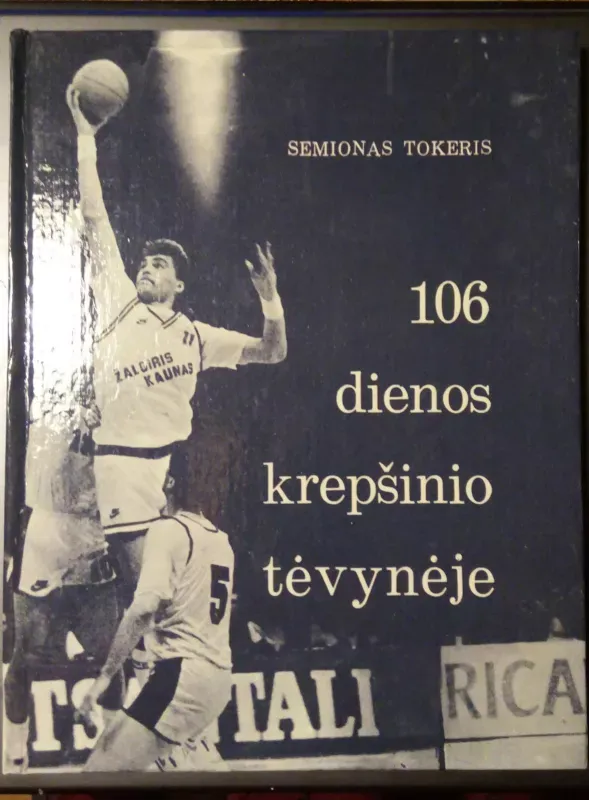 SEMIONAS TOKERIS
106
dienos
krepšinio
tėvynėje
11
ŽALGIRIS
KAUNAS
5
TALI
RICA